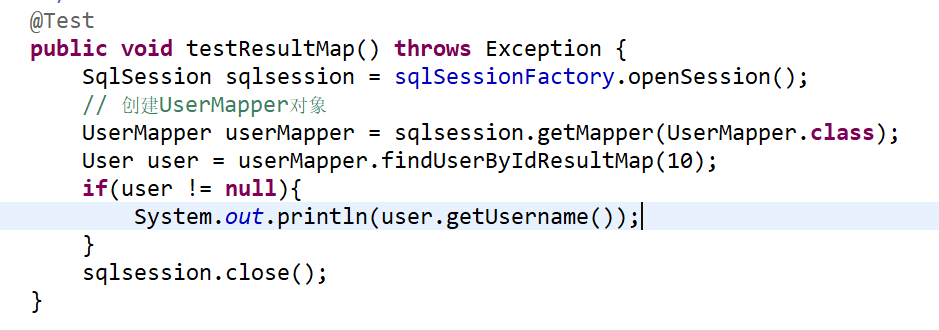 @Test
public void testResultMap() throws Exception {
SqlSession sqlsession = sqlSessionFactory.openSession();
// 创建UserMapper对象
UserMapper userMapper = sqlsession.getMapper(UserMapper.class);
User user = userMapper.findUserByIdResultMap(10);
if(user != null){
System.out.println(user.getUsername());
}
sqlsession.close();
}